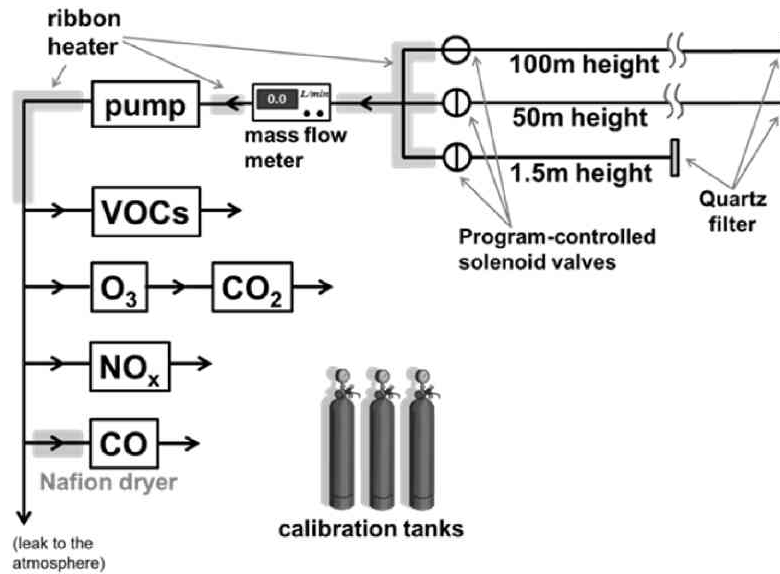 ribbon
heater
100m height
pump
0.0 L/min
mass flow
meter
50m height
1.5m height
Quartz
filter
Program-controlled
solenoid valves
VOCs
O3
CO2
NOx
CO
Nafion dryer
calibration tanks
(leak to the
atmosphere)